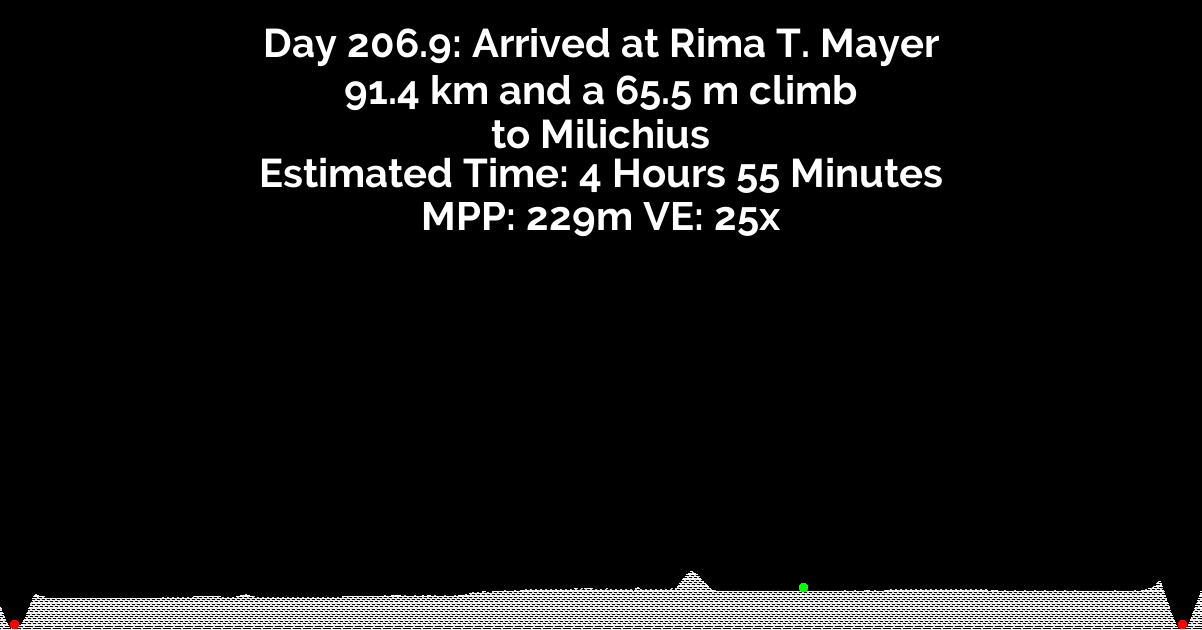 Day 206.9: Arrived at Rima T. Mayer
91.4 km and a 65.5 m climb
to Milichius
Estimated Time: 4 Hours 55 Minutes
MPP: 229m VE: 25x